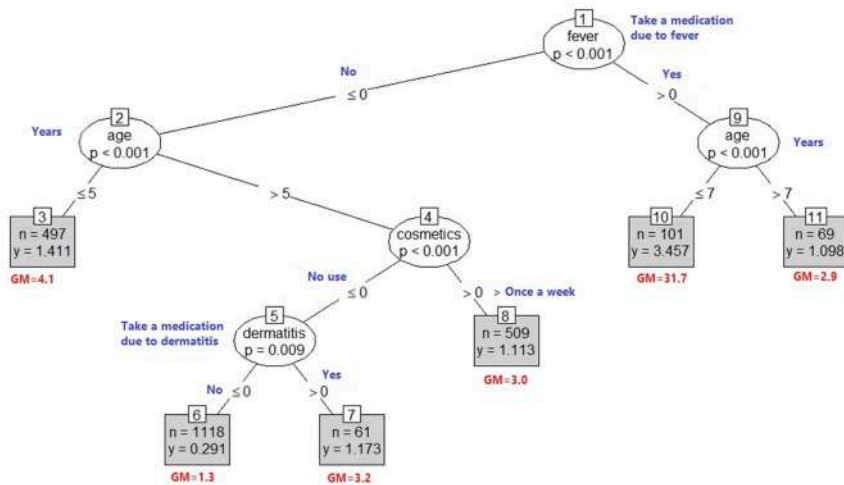 1
fever
p < 0.001
Take a medication
due to fever
No
≤ 0
Yes
> 0
Years
2
age
p < 0.001
9
age
p < 0.001
Years
≤ 5
> 5
≤ 7
> 7
3
n = 497
y = 1.411
GM=4.1
4
cosmetics
p < 0.001
10
n = 101
y = 3.457
GM=31.7
11
n = 69
y = 1.098
GM=2.9
No use
≤ 0
> 0
> Once a week
Take a medication
due to dermatitis
5
dermatitis
p = 0.009
8
n = 509
y = 1.113
GM=3.0
No
≤ 0
Yes
> 0
6
n = 1118
y = 0.291
GM=1.3
7
n = 61
y = 1.173
GM=3.2